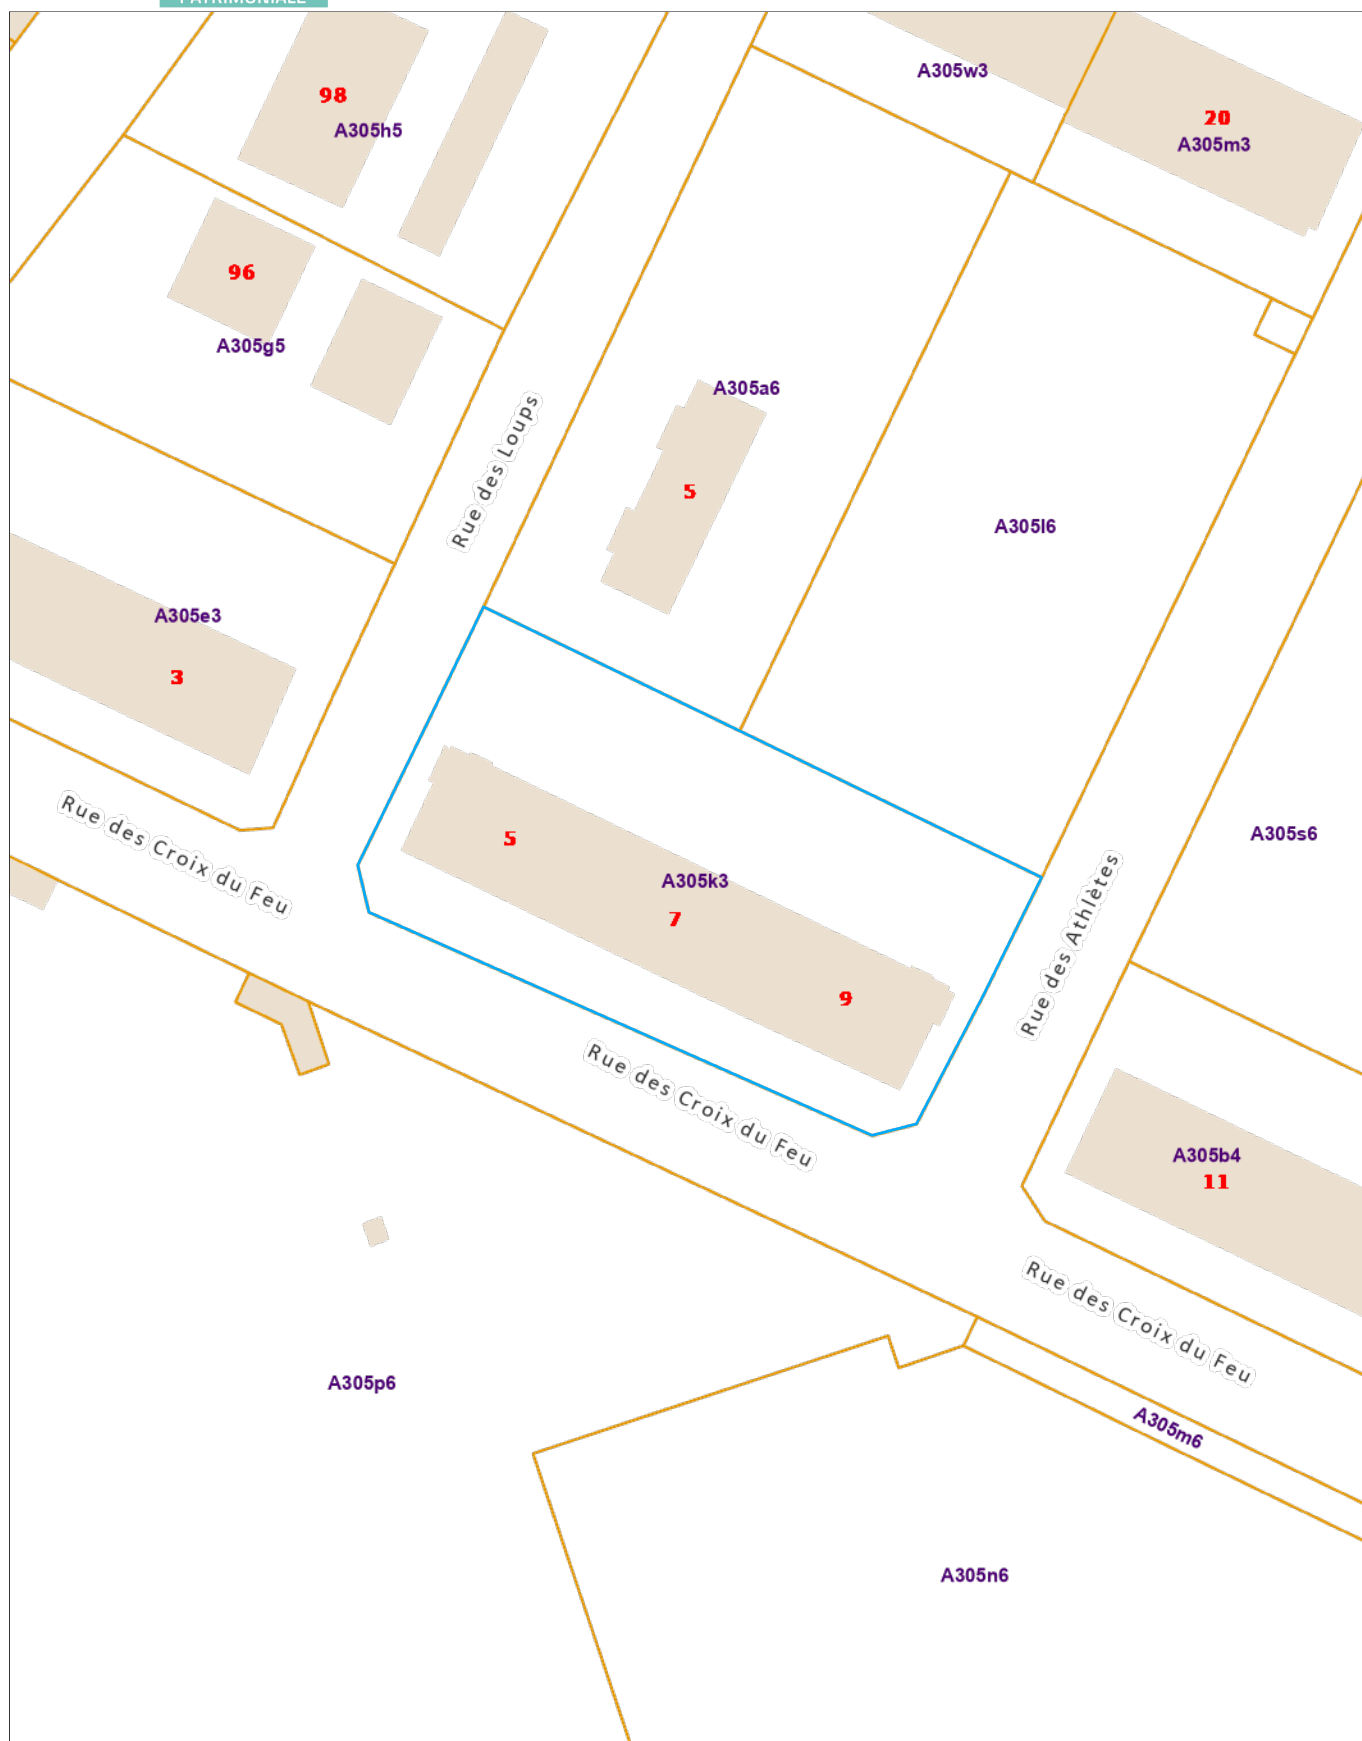 PATRIMONIALE
A305w3
98
A305h5
20
A305m3
96
A305g5
A305a6
Rue des Loups
5
A305l6
A305e3
3
Rue des Croix du Feu
5
A305k3
7
9
A305s6
Rue des Athlètes
Rue des Croix du Feu
A305b4
11
Rue des Croix du Feu
A305p6
A305m6
A305n6